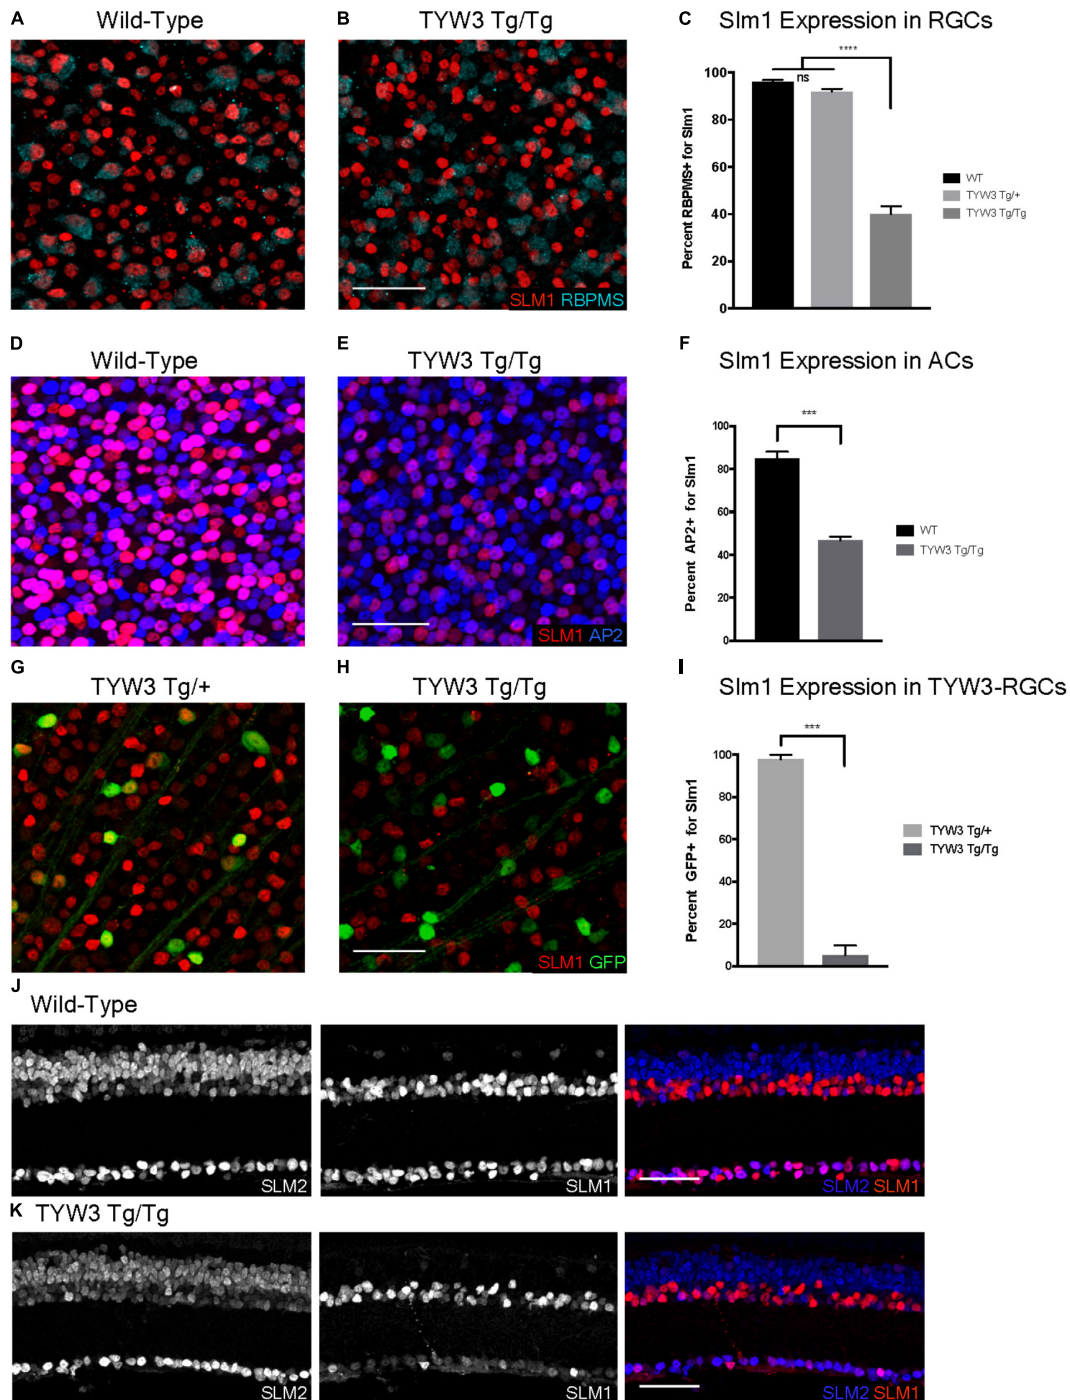 A Wild-Type
B TYW3 Tg/Tg
SLM1 RBPMS
C Slm1 Expression in RGCs
****
ns
100
80
60
40
20
0
Percent RBPMS+ for Slm1
WT
TYW3 Tg/+
TYW3 Tg/Tg
D Wild-Type
E TYW3 Tg/Tg
SLM1 AP2
F Slm1 Expression in ACs
***
100
80
60
40
20
0
Percent AP2+ for Slm1
WT
TYW3 Tg/Tg
G TYW3 Tg/+
H TYW3 Tg/Tg
SLM1 GFP
I Slm1 Expression in TYW3-RGCs
***
100
80
60
40
20
0
Percent GFP+ for Slm1
TYW3 Tg/+
TYW3 Tg/Tg
J Wild-Type
SLM2
SLM1
SLM2 SLM1
K TYW3 Tg/Tg
SLM2
SLM1
SLM2 SLM1